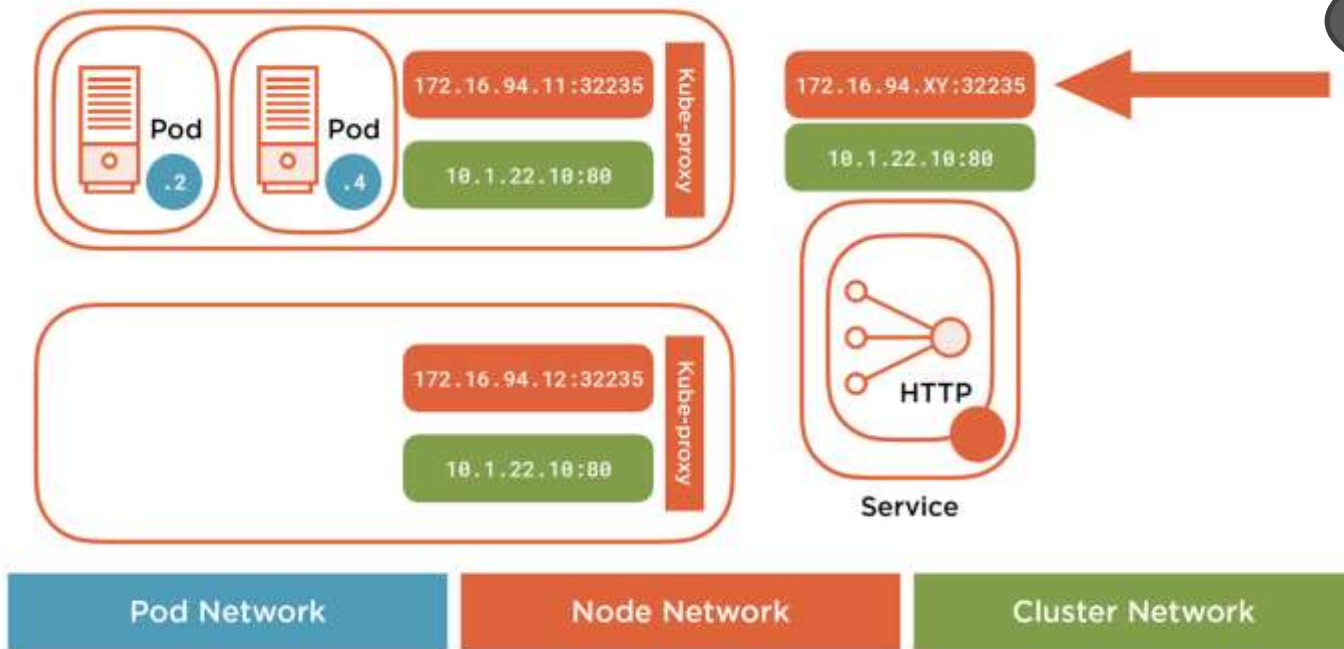 172.16.94.11:32235
Kube-proxy
172.16.94.XY:32235
Pod
Pod
.2
.4
10.1.22.10:80
10.1.22.10:80
172.16.94.12:32235
Kube-proxy
HTTP
10.1.22.10:80
Service
Pod Network
Node Network
Cluster Network